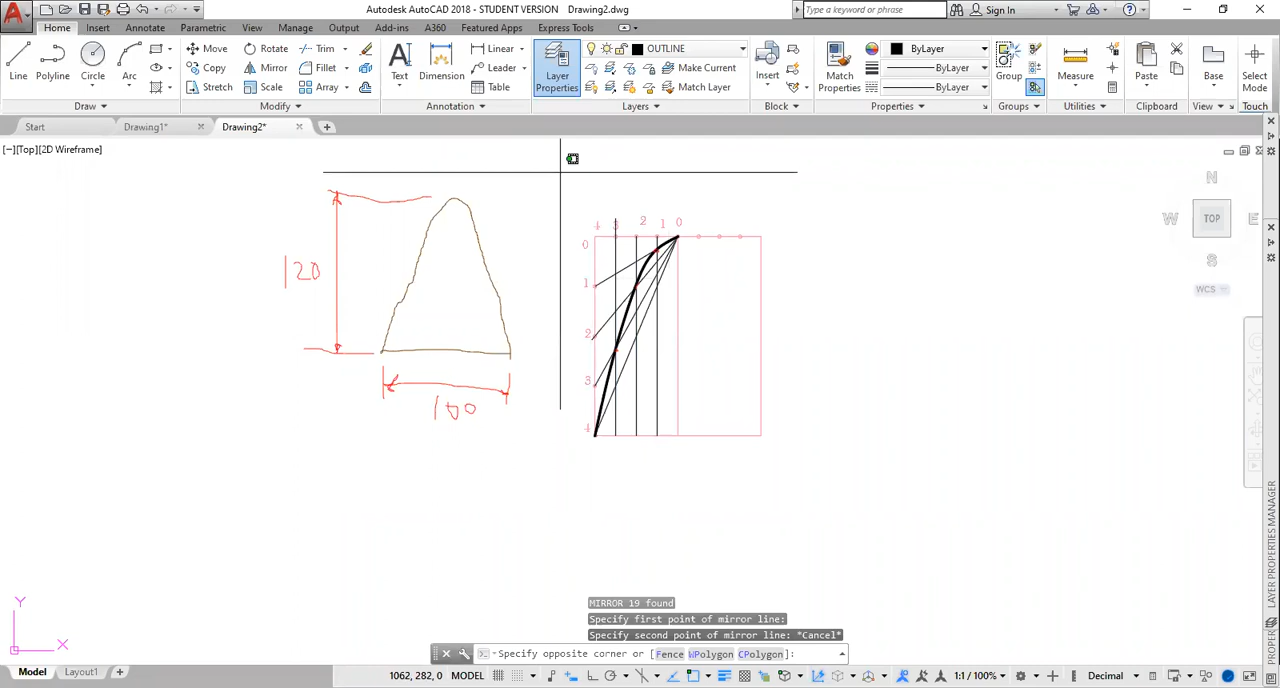 Autodesk AutoCAD 2018 - STUDENT VERSION Drawing2.dwg
Type a keyword or phrase
Sign In
Home Insert Annotate Parametric View Manage Output Add-ins A360 Featured Apps Express Tools
Line Polyline Circle Arc
Move Rotate Trim
Copy Mirror Fillet
Stretch Scale Array
Text Dimension
Linear
Leader
Table
Layer Properties
OUTLINE
Make Current
Match Layer
Insert
Match Properties
ByLayer
ByLayer
ByLayer
Group
Measure
Paste
Base
Select Mode
Draw Modify Annotation Layers Block Properties Groups Utilities Clipboard View Touch
Start Drawing1* Drawing2*
[−][Top][2D Wireframe]
N
W TOP E
S
WCS
120
100
4 3 2 1 0
0
1
2
3
4
LAYER PROPERTIES MANAGER
Y
X
MIRROR 19 found
Specify first point of mirror line:
Specify second point of mirror line: *Cancel*
Specify opposite corner or [Fence WPolygon CPolygon]:
Model Layout1
1062, 282, 0 MODEL
1:1 / 100%
Decimal